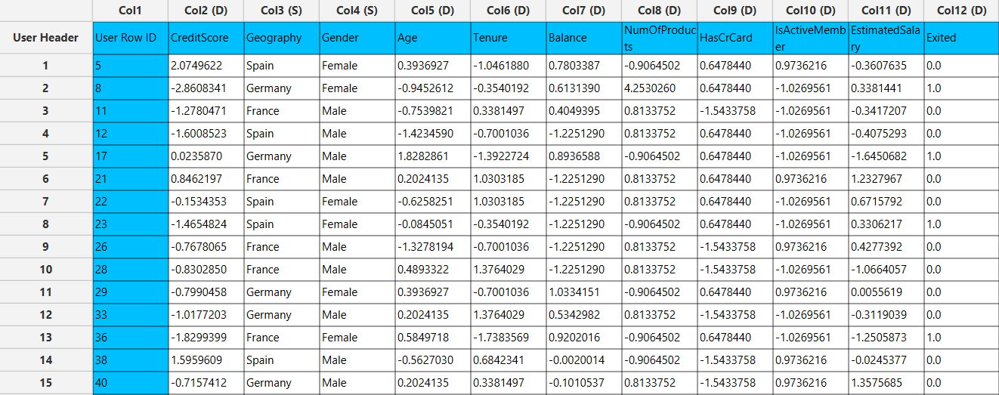 Col1 Col2 (D) Col3 (S) Col4 (S) Col5 (D) Col6 (D) Col7 (D) Col8 (D) Col9 (D) Col10 (D) Col11 (D) Col12 (D)
User Header User Row ID CreditScore Geography Gender Age Tenure Balance NumOfProducts HasCrCard IsActiveMember EstimatedSalary Exited
1 5 2.0749622 Spain Female 0.3936927 -1.0461880 0.7803387 -0.9064502 0.6478440 0.9736216 -0.3607635 0.0
2 8 -2.8608341 Germany Female -0.9452612 -0.3540192 0.6131390 4.2530260 0.6478440 -1.0269561 0.3381441 1.0
3 11 -1.2780471 France Male -0.7539821 0.3381497 0.4049395 0.8133752 -1.5433758 -1.0269561 -0.3417207 0.0
4 12 -1.6008523 Spain Male -1.4234590 -0.7001036 -1.2251290 0.8133752 0.6478440 -1.0269561 -0.4075293 0.0
5 17 0.0235870 Germany Male 1.8282861 -1.3922724 0.8936588 -0.9064502 0.6478440 -1.0269561 -1.6450682 1.0
6 21 0.8462197 France Male 0.2024135 1.0303185 -1.2251290 0.8133752 0.6478440 0.9736216 1.2327967 0.0
7 22 -0.1534353 Spain Female -0.6258251 1.0303185 -1.2251290 0.8133752 0.6478440 -1.0269561 0.6715792 0.0
8 23 -1.4654824 Spain Female -0.0845051 -0.3540192 -1.2251290 -0.9064502 0.6478440 -1.0269561 0.3306217 1.0
9 26 -0.7678065 France Male -1.3278194 -0.7001036 -1.2251290 0.8133752 -1.5433758 0.9736216 0.4277392 0.0
10 28 -0.8302850 France Male 0.4893322 1.3764029 -1.2251290 0.8133752 -1.5433758 -1.0269561 -1.0664057 0.0
11 29 -0.7990458 Germany Female 0.3936927 -0.7001036 1.0334151 -0.9064502 0.6478440 0.9736216 0.0055619 0.0
12 33 -1.0177203 Germany Male 0.2024135 1.3764029 0.5342982 0.8133752 -1.5433758 -1.0269561 -0.3119039 0.0
13 36 -1.8299399 France Female 0.5849718 -1.7383569 0.9202016 -0.9064502 0.6478440 -1.0269561 -1.2505873 1.0
14 38 1.5959609 Spain Male -0.5627030 0.6842341 -0.0020014 -0.9064502 -1.5433758 0.9736216 -0.0245377 0.0
15 40 -0.7157412 Germany Male 0.2024135 0.3381497 -0.1010537 0.8133752 -1.5433758 0.9736216 1.3575685 0.0